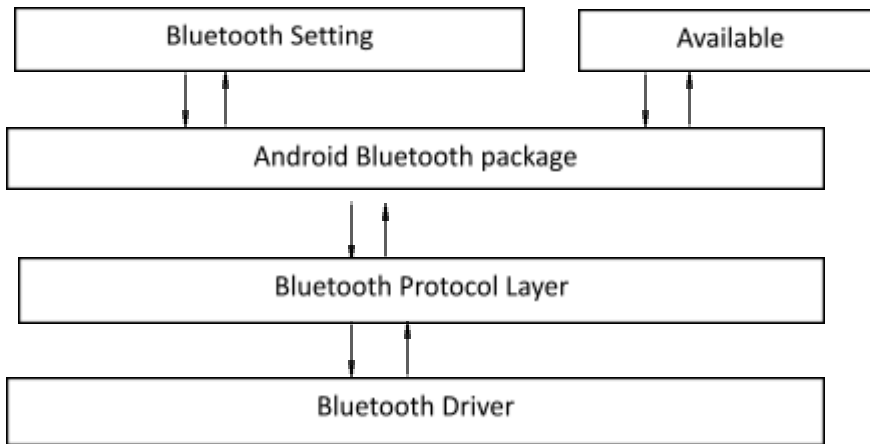 Bluetooth Setting
Available
Android Bluetooth package
Bluetooth Protocol Layer
Bluetooth Driver